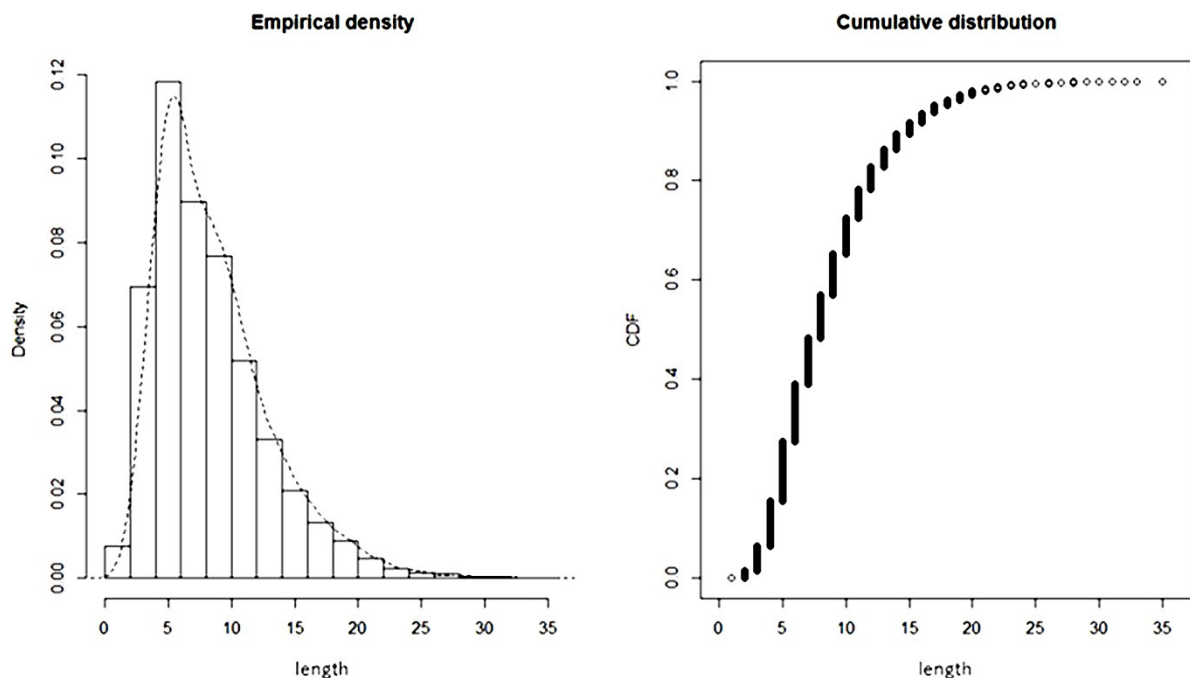 Empirical density
Density
0.00 0.02 0.04 0.06 0.08 0.10 0.12
0 5 10 15 20 25 30 35
length
Cumulative distribution
CDF
0.0 0.2 0.4 0.6 0.8 1.0
0 5 10 15 20 25 30 35
length